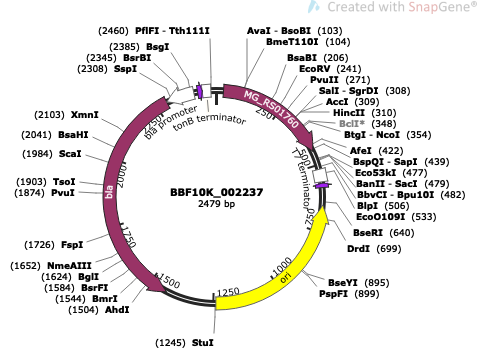 Created with SnapGene®
(2460) PflFI - Tth111I
(2385) BsgI
(2345) BsrBI
(2308) SspI
AvaI - BsoBI (103)
BmeT110I (104)
BsaBI (206)
EcoRV (241)
PvuII (271)
SalI - SgrDI (308)
AccI (309)
HincII (310)
BclI* (348)
BtgI - NcoI (354)
AfeI (422)
BspQI - SapI (439)
Eco53kI (477)
BanII - SacI (479)
BbvCI - Bpu10I (482)
BlpI (506)
EcoO109I (533)
BseRI (640)
DrdI (699)
BseYI (895)
PspFI (899)
(1245) StuI
(1504) AhdI
(1544) BmrI
(1584) BsrFI
(1624) BglI
(1652) NmeAIII
(1726) FspI
(1874) PvuI
(1903) TsoI
(1984) ScaI
(2041) BsaHI
(2103) XmnI
bla promoter
tonB terminator
MG_RS01760
T7 terminator
bla
ori
250
500
750
1000
1250
1500
1750
2000
2250
BBF10K_002237
2479 bp